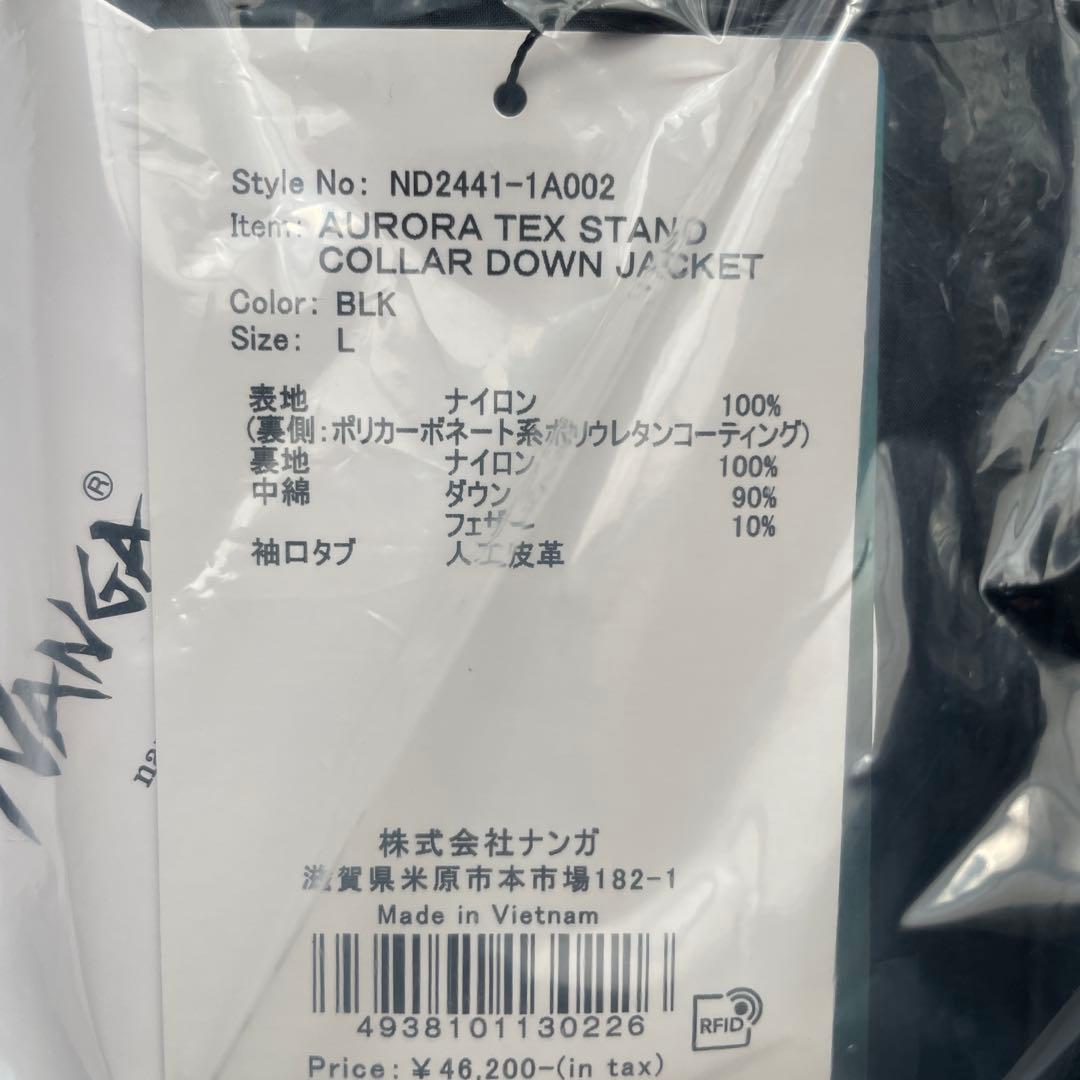 Style No: ND2441-1A002
Item: AURORA TEX STAND
COLLAR DOWN JACKET
Color: BLK
Size: L
表地 ナイロン 100%
(裏側:ポリカーボネート系ポリウレタンコーティング)
裏地 ナイロン 100%
中綿 ダウン 90%
フェザー 10%
袖口タブ 人工皮革
NANGA®
株式会社ナンガ
滋賀県米原市本市場182-1
Made in Vietnam
4938101130226
RFID
Price: ¥46,200-(in tax)